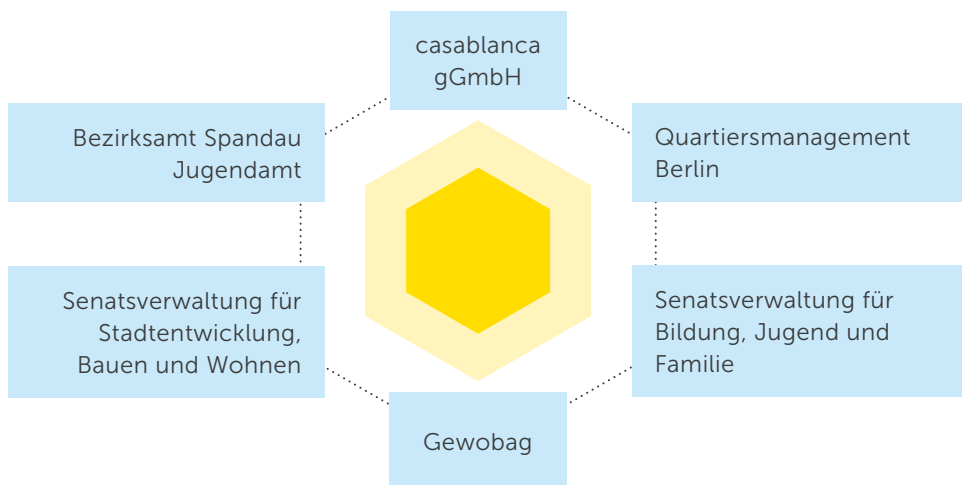 casablanca
gGmbH
Bezirksamt Spandau
Jugendamt
Quartiersmanagement
Berlin
Senatsverwaltung für
Stadtentwicklung,
Bauen und Wohnen
Senatsverwaltung für
Bildung, Jugend und
Familie
Gewobag